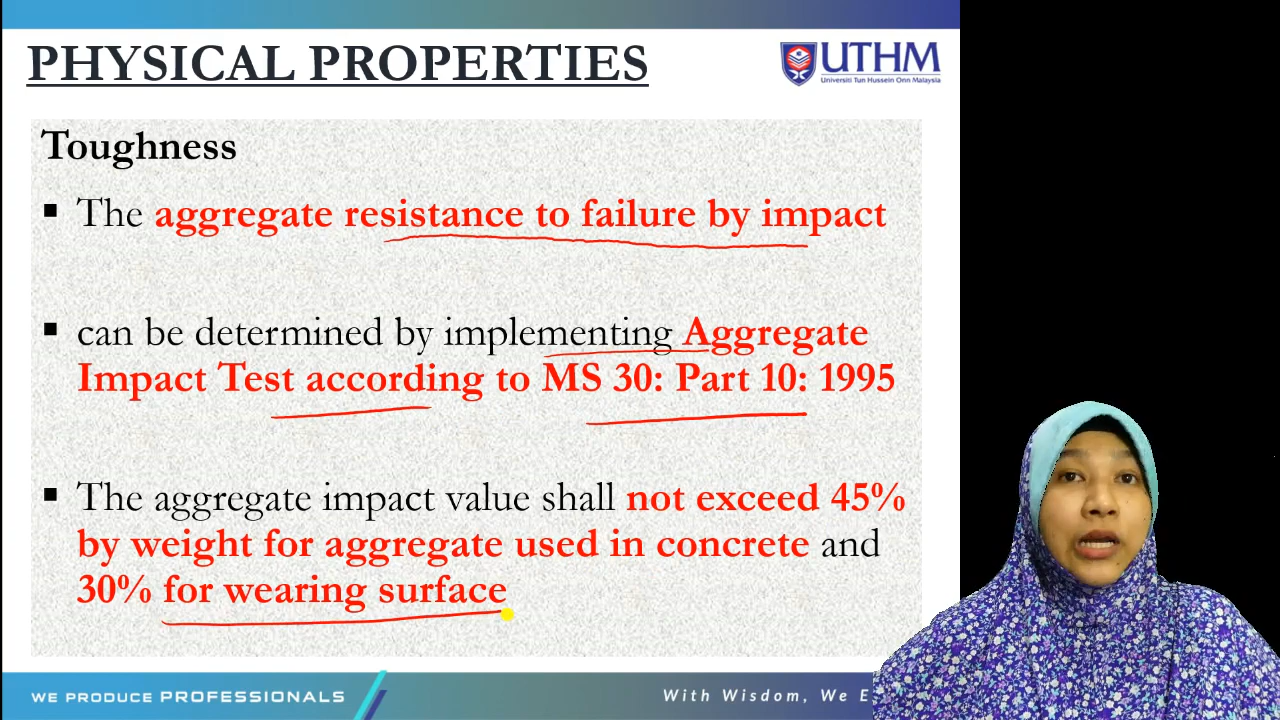 PHYSICAL PROPERTIES
UTHM
Universiti Tun Hussein Onn Malaysia
Toughness
▪ The aggregate resistance to failure by impact
▪ can be determined by implementing Aggregate
Impact Test according to MS 30: Part 10: 1995
▪ The aggregate impact value shall not exceed 45%
by weight for aggregate used in concrete and
30% for wearing surface
WE PRODUCE PROFESSIONALS
With Wisdom, We E